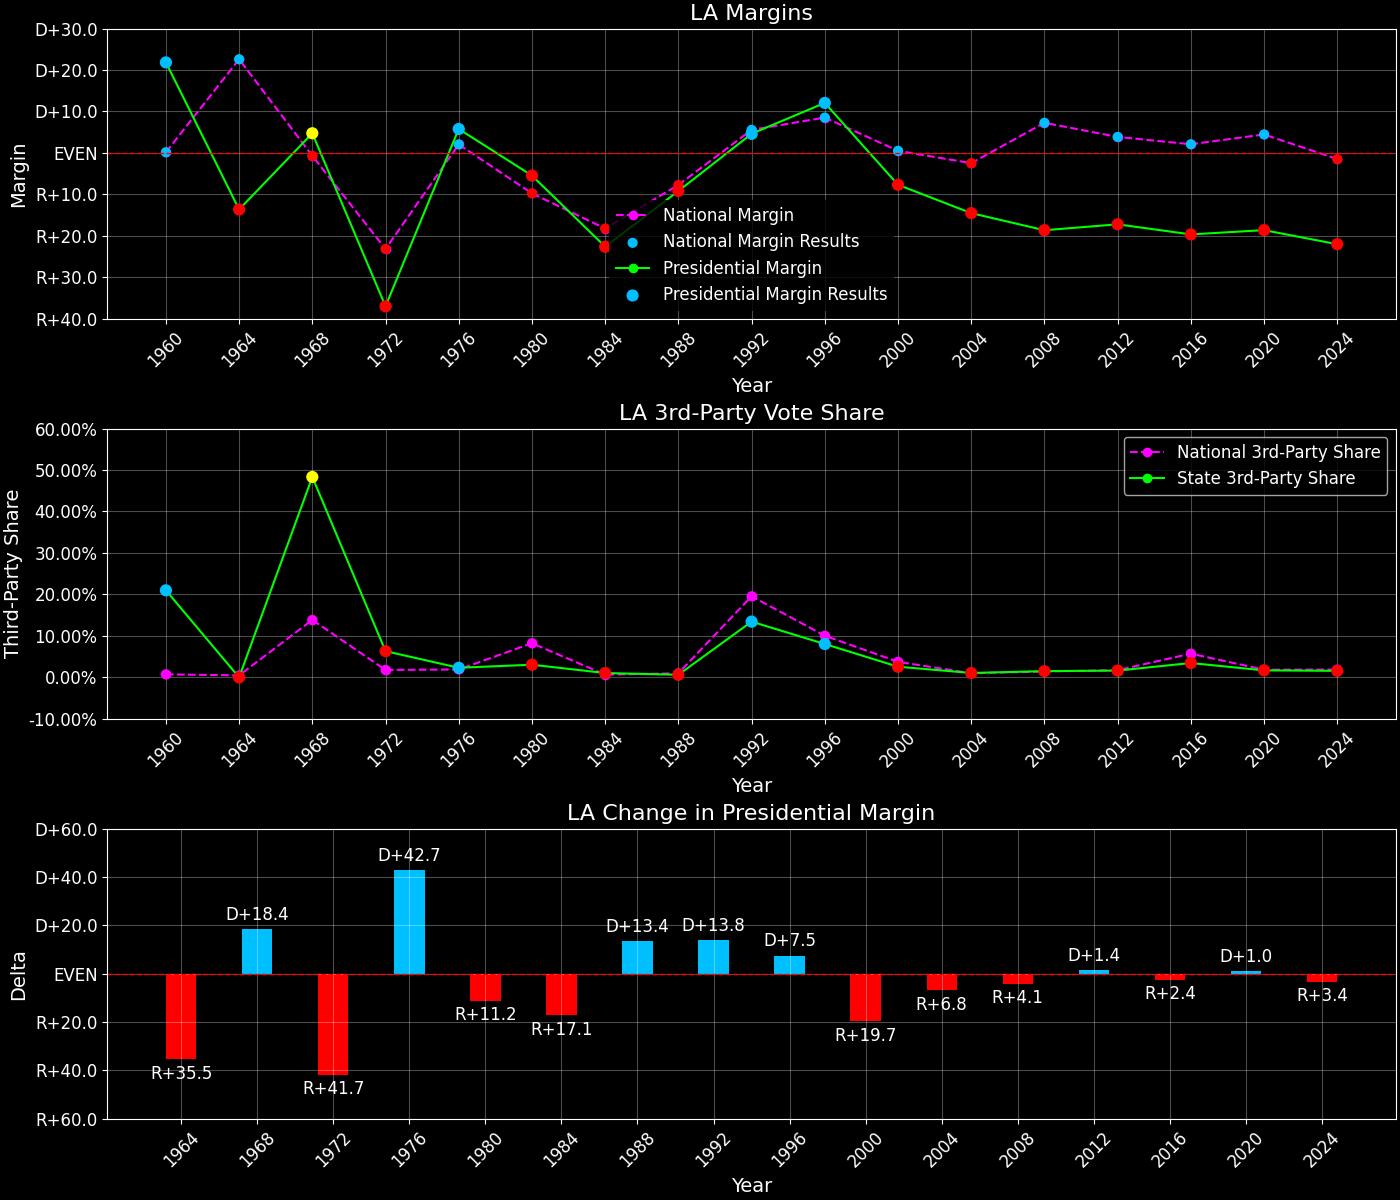 LA Margins
D+30.0
D+20.0
D+10.0
EVEN
R+10.0
R+20.0
R+30.0
R+40.0
Margin
National Margin
National Margin Results
Presidential Margin
Presidential Margin Results
1960 1964 1968 1972 1976 1980 1984 1988 1992 1996 2000 2004 2008 2012 2016 2020 2024
Year
LA 3rd-Party Vote Share
60.00%
50.00%
40.00%
30.00%
20.00%
10.00%
0.00%
-10.00%
Third-Party Share
National 3rd-Party Share
State 3rd-Party Share
1960 1964 1968 1972 1976 1980 1984 1988 1992 1996 2000 2004 2008 2012 2016 2020 2024
Year
LA Change in Presidential Margin
D+60.0
D+40.0
D+20.0
EVEN
R+20.0
R+40.0
R+60.0
Delta
R+35.5
D+18.4
R+41.7
D+42.7
R+11.2
R+17.1
D+13.4
D+13.8
D+7.5
R+19.7
R+6.8
R+4.1
D+1.4
R+2.4
D+1.0
R+3.4
1964 1968 1972 1976 1980 1984 1988 1992 1996 2000 2004 2008 2012 2016 2020 2024
Year